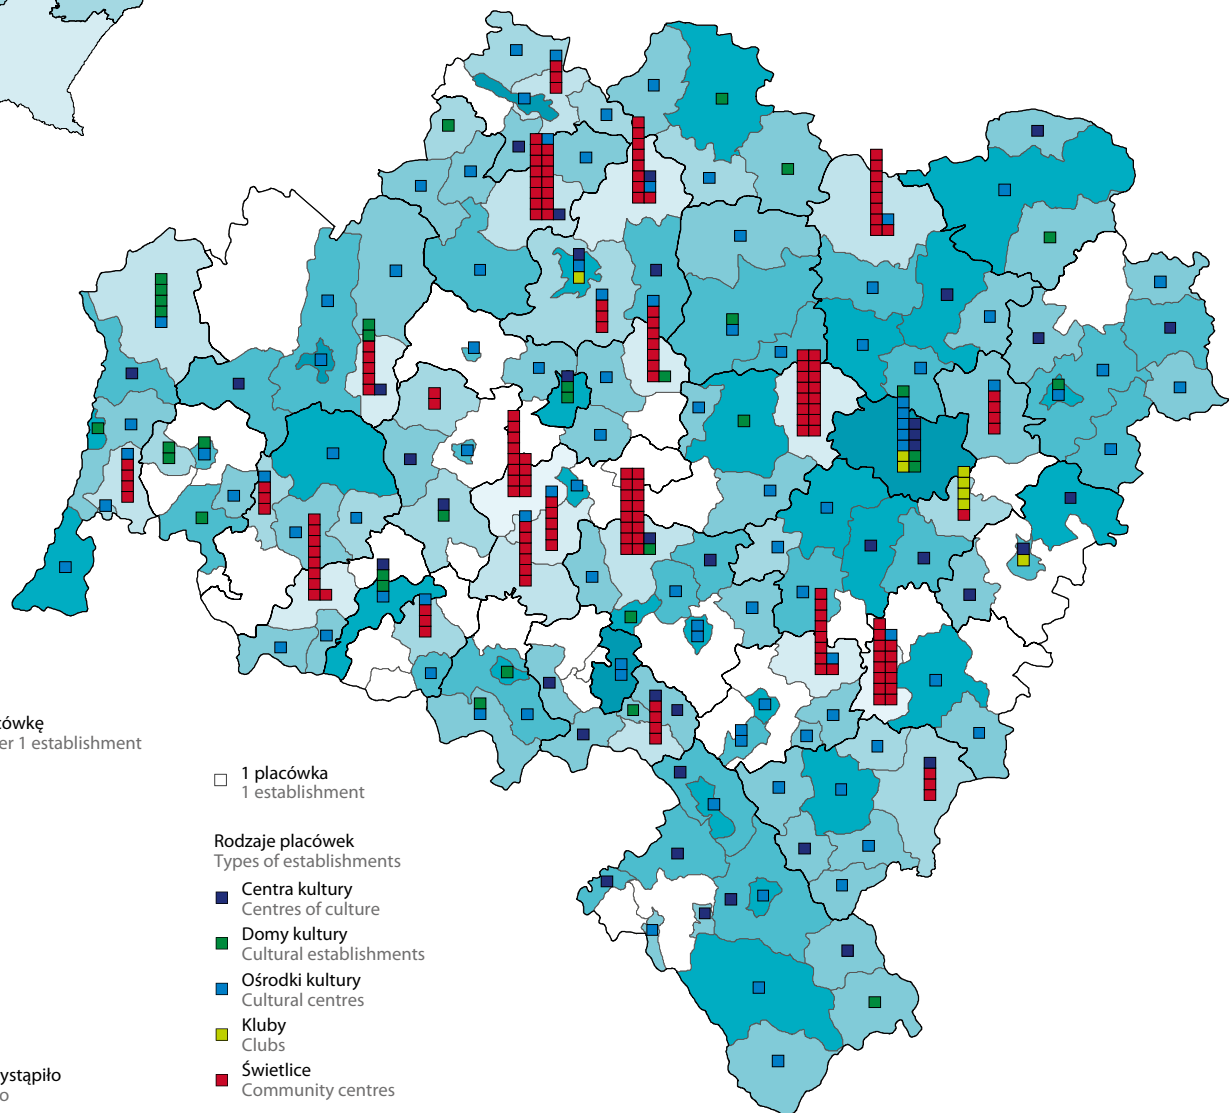 cówkę
er 1 establishment
1 placówka
1 establishment
Rodzaje placówek
Types of establishments
Centra kultury
Centres of culture
Domy kultury
Cultural establishments
Ośrodki kultury
Cultural centres
Kluby
Clubs
Świetlice
Community centres
ystąpiło
o